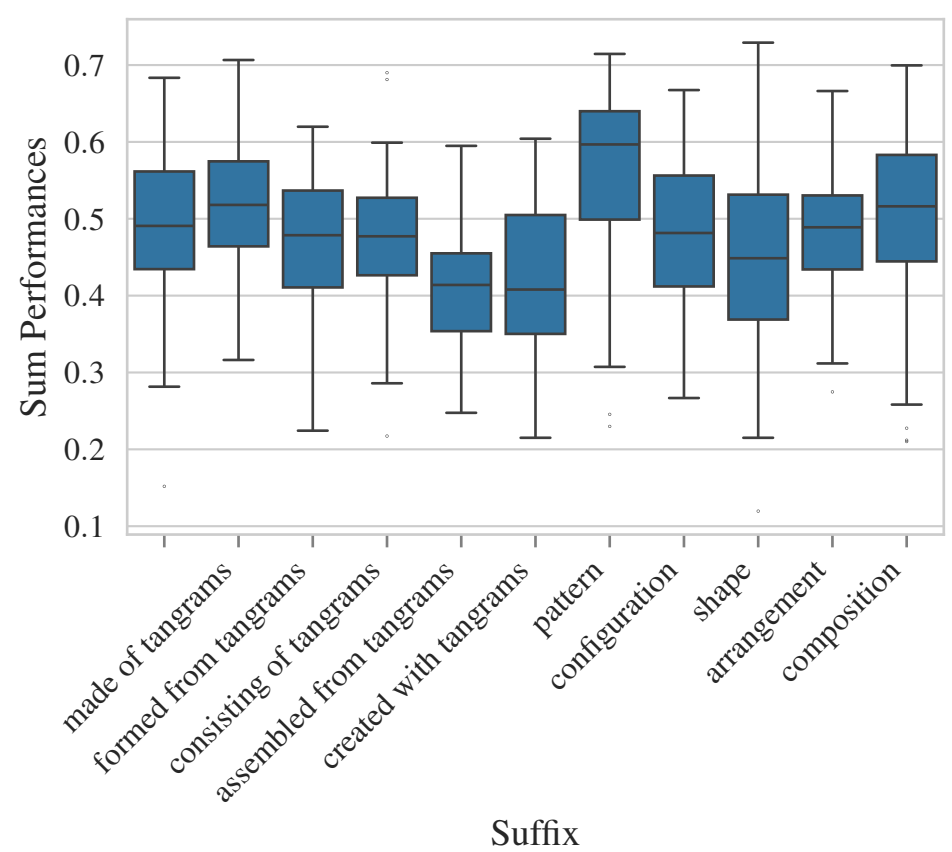 Sum Performances
0.7
0.6
0.5
0.4
0.3
0.2
0.1
made of tangrams
formed from tangrams
consisting of tangrams
assembled from tangrams
created with tangrams
pattern
configuration
shape
arrangement
composition
Suffix